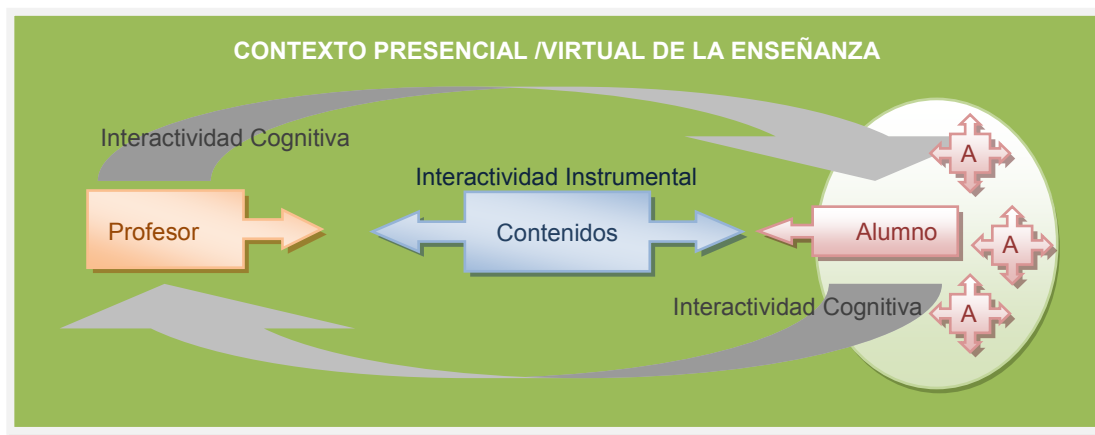 CONTEXTO PRESENCIAL /VIRTUAL DE LA ENSEÑANZA
Interactividad Cognitiva
A
Interactividad Instrumental
Profesor
Contenidos
Alumno
A
Interactividad Cognitiva
A